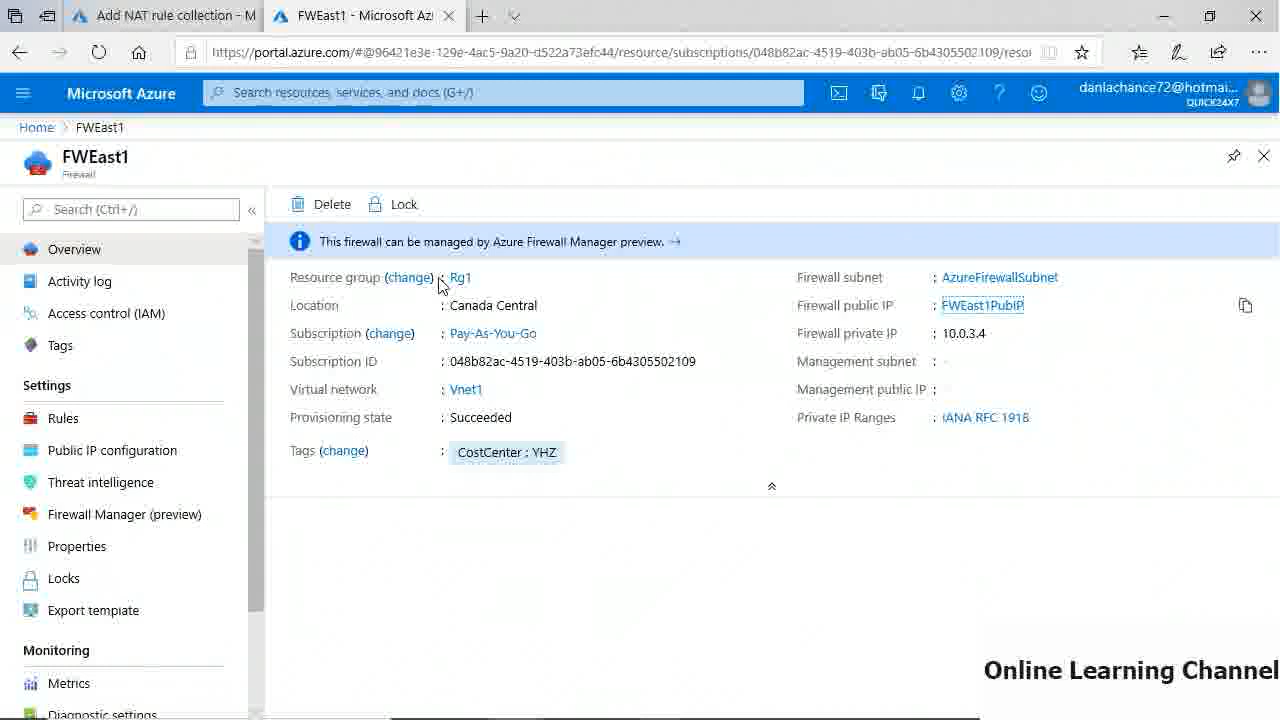 Add NAT rule collection - M
FWEast1 - Microsoft Az
https://portal.azure.com/#@96421e3e-129e-4ac5-9a20-d522a73efc44/resource/subscriptions/048b82ac-4519-403b-ab05-6b4305502109/resou
Microsoft Azure
Search resources, services, and docs (G+/)
danlachance72@hotmai...
QUICK24X7
Home > FWEast1
FWEast1
Firewall
Search (Ctrl+/)
Delete
Lock
Overview
This firewall can be managed by Azure Firewall Manager preview. →
Activity log
Access control (IAM)
Tags
Settings
Rules
Public IP configuration
Threat intelligence
Firewall Manager (preview)
Properties
Locks
Export template
Monitoring
Metrics
Diagnostic settings
Resource group (change) : Rg1
Location : Canada Central
Subscription (change) : Pay-As-You-Go
Subscription ID : 048b82ac-4519-403b-ab05-6b4305502109
Virtual network : Vnet1
Provisioning state : Succeeded
Tags (change) : CostCenter : YHZ
Firewall subnet : AzureFirewallSubnet
Firewall public IP : FWEast1PubIP
Firewall private IP : 10.0.3.4
Management subnet : -
Management public IP : -
Private IP Ranges : IANA RFC 1918
Online Learning Channel